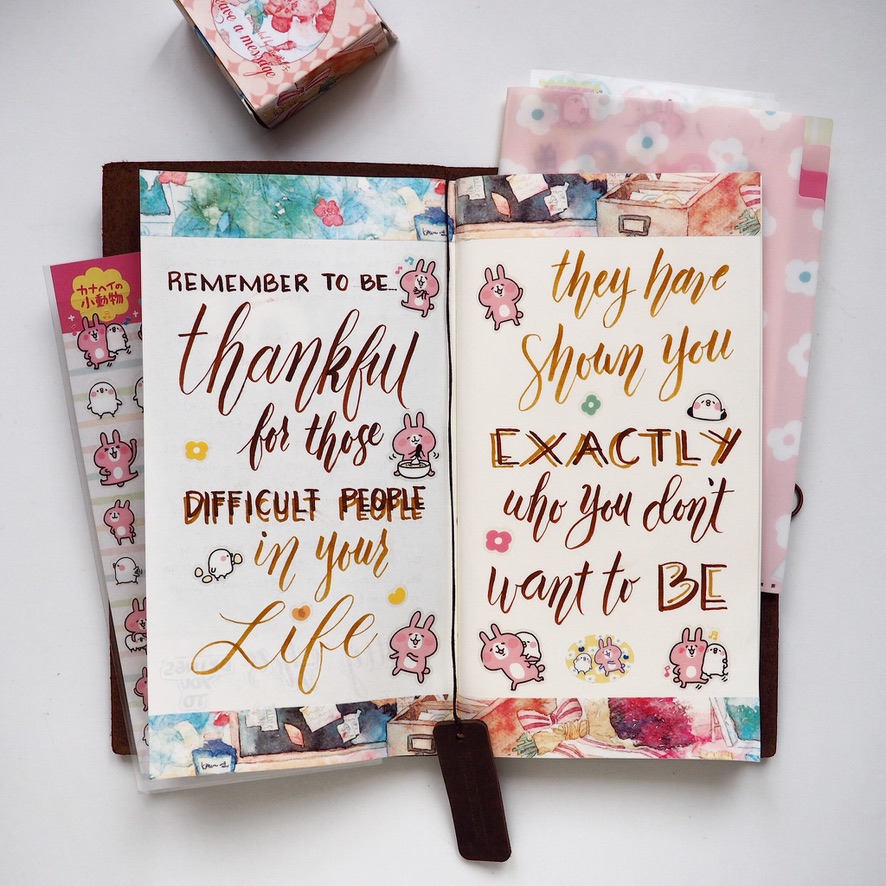 ave a message
カナヘイの
小動物
REMEMBER TO BE...
thankful
for those
DIFFICULT PEOPLE
in your
Life
they have
shown you
EXACTLY
who you don't
want to BE